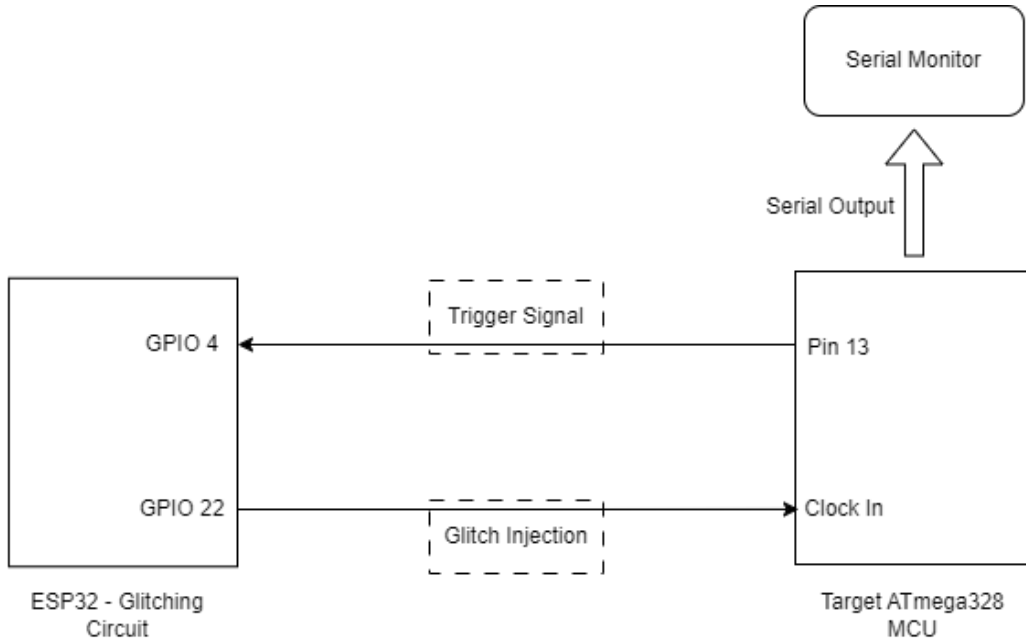 Serial Monitor
Serial Output
Trigger Signal
GPIO 4
Pin 13
GPIO 22
Clock In
Glitch Injection
ESP32 - Glitching
Circuit
Target ATmega328
MCU